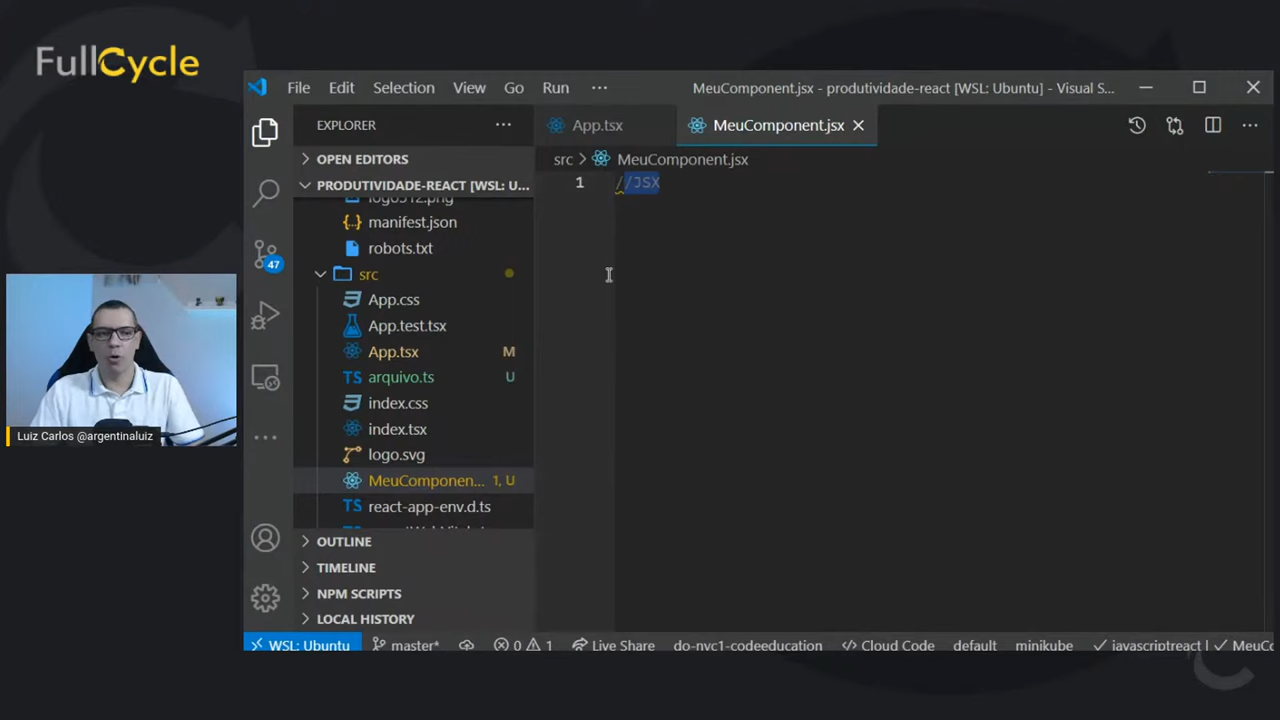 FullCycle
File Edit Selection View Go Run ··· MeuComponent.jsx - produtividade-react [WSL: Ubuntu] - Visual S...
EXPLORER ···
App.tsx
MeuComponent.jsx
OPEN EDITORS
src > MeuComponent.jsx
PRODUTIVIDADE-REACT [WSL: U...
1 //JSX
manifest.json
robots.txt
src
App.css
App.test.tsx
App.tsx M
TS arquivo.ts U
index.css
index.tsx
logo.svg
MeuComponen... 1, U
TS react-app-env.d.ts
47
Luiz Carlos @argentinaluiz
OUTLINE
TIMELINE
NPM SCRIPTS
LOCAL HISTORY
WSL: Ubuntu master* 0 1 Live Share do-nyc1-codeeducation Cloud Code default minikube javascriptreact MeuCo